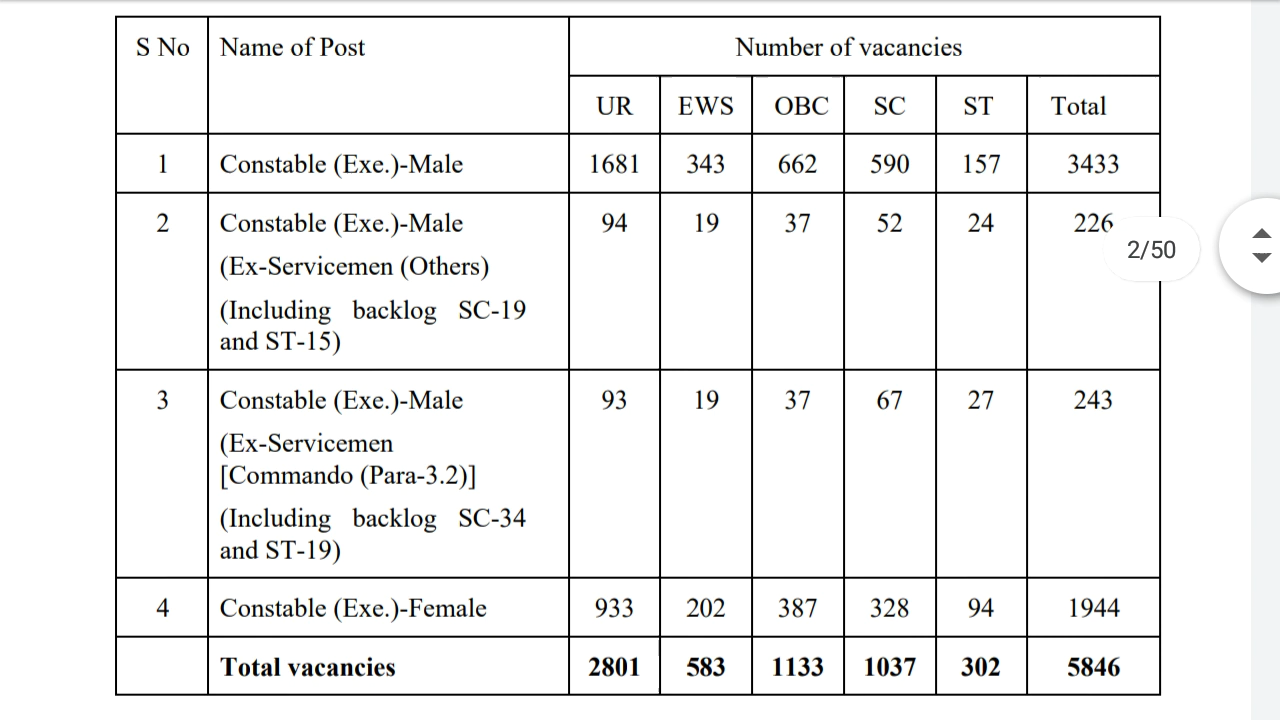 S No Name of Post Number of vacancies
UR EWS OBC SC ST Total
1 Constable (Exe.)-Male 1681 343 662 590 157 3433
2 Constable (Exe.)-Male 94 19 37 52 24 226
(Ex-Servicemen (Others)
(Including backlog SC-19
and ST-15)
2/50
3 Constable (Exe.)-Male 93 19 37 67 27 243
(Ex-Servicemen
[Commando (Para-3.2)]
(Including backlog SC-34
and ST-19)
4 Constable (Exe.)-Female 933 202 387 328 94 1944
Total vacancies 2801 583 1133 1037 302 5846